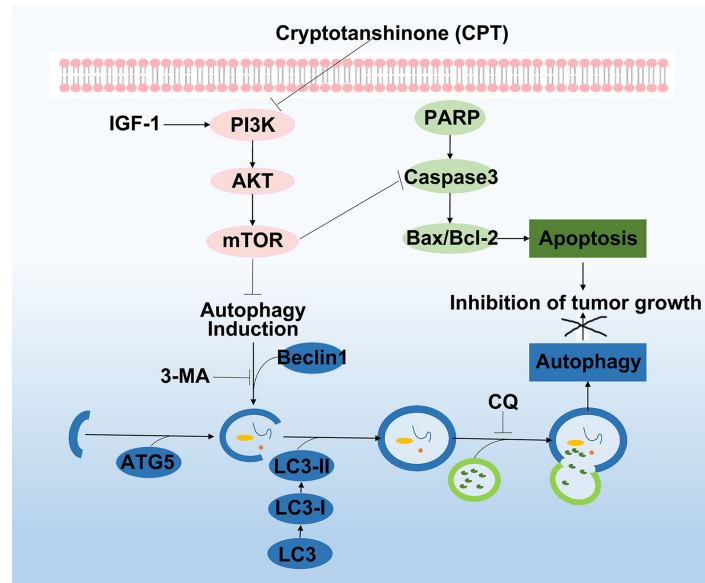 Cryptotanshinone (CPT)
IGF-1
PI3K
PARP
AKT
Caspase3
mTOR
Bax/Bcl-2
Apoptosis
Autophagy
Induction
Inhibition of tumor growth
Beclin1
3-MA
Autophagy
CQ
ATG5
LC3-II
LC3-I
LC3